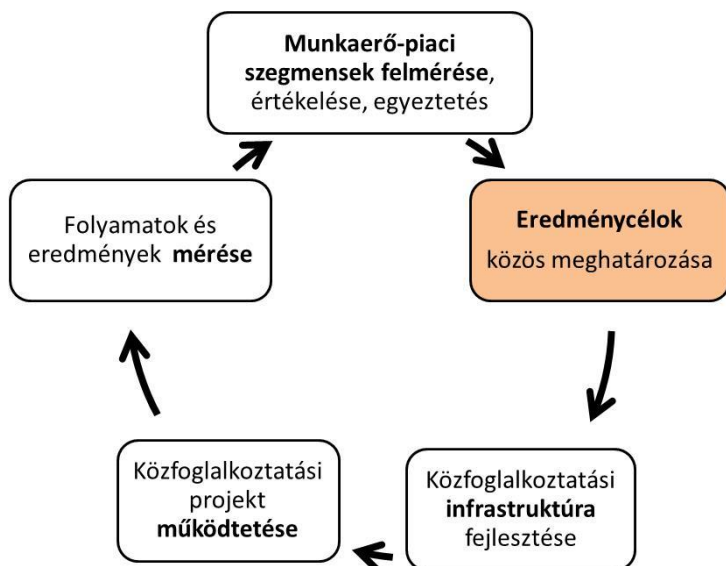 Munkaerő-piaci
szegmensek felmérése,
értékelése, egyeztetés
Eredménycélok
közös meghatározása
Közfoglalkoztatási
infrastruktúra
fejlesztése
Közfoglalkoztatási
projekt
működtetése
Folyamatok és
eredmények mérése